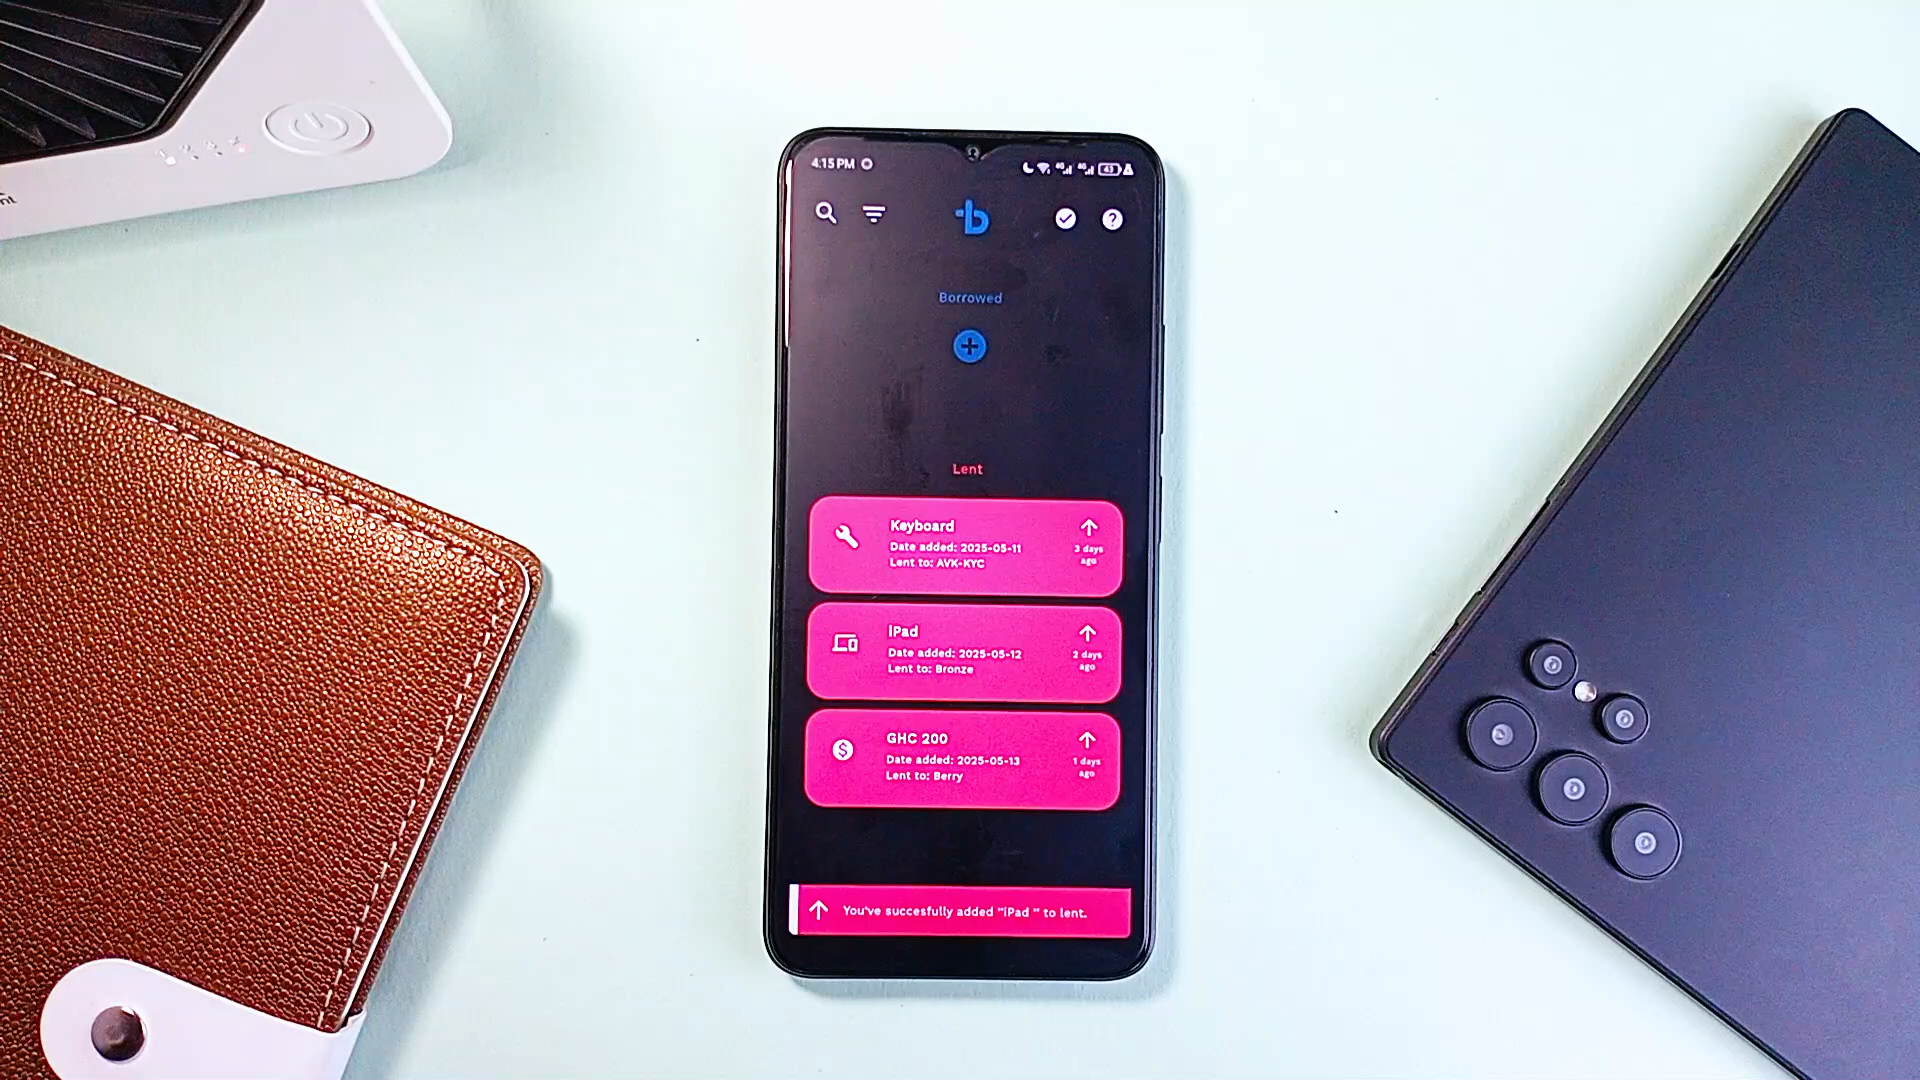 4:15 PM
43
Borrowed
Lent
Keyboard
Date added: 2025-05-11
Lent to: AVK-KYC
3 days
ago
iPad
Date added: 2025-05-12
Lent to: Bronze
2 days
ago
GHC 200
Date added: 2025-05-13
Lent to: Berry
1 days
ago
You've succesfully added "iPad " to lent.